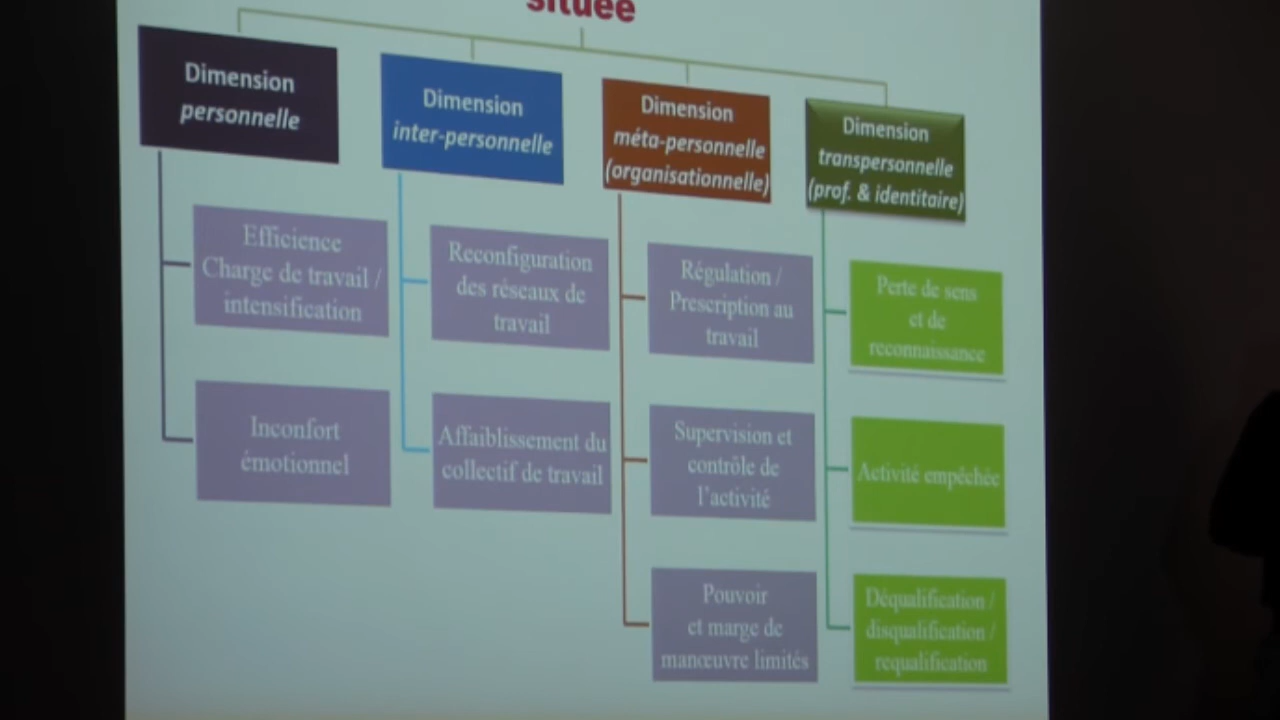 située
Dimension
personnelle
Efficience
Charge de travail /
intensification
Inconfort
émotionnel
Dimension
inter-personnelle
Reconfiguration
des réseaux de
travail
Affaiblissement du
collectif de travail
Dimension
méta-personnelle
(organisationnelle)
Régulation /
Prescription au
travail
Supervision et
contrôle de
l'activité
Pouvoir
et marge de
manœuvre limités
Dimension
transpersonnelle
(prof. & identitaire)
Perte de sens
et de
reconnaissance
Activité empêchée
Déqualification /
disqualification /
requalification